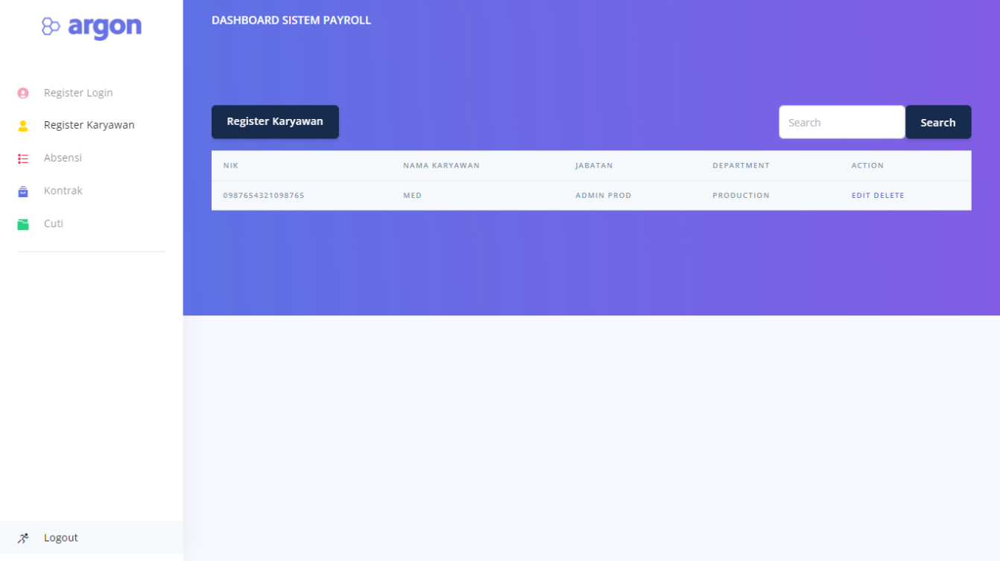 argon
DASHBOARD SISTEM PAYROLL
Register Login
Register Karyawan
Absensi
Kontrak
Cuti
Logout
Register Karyawan
Search Search
NIK NAMA KARYAWAN JABATAN DEPARTMENT ACTION
0987654321098765 MED ADMIN PROD PRODUCTION EDIT DELETE